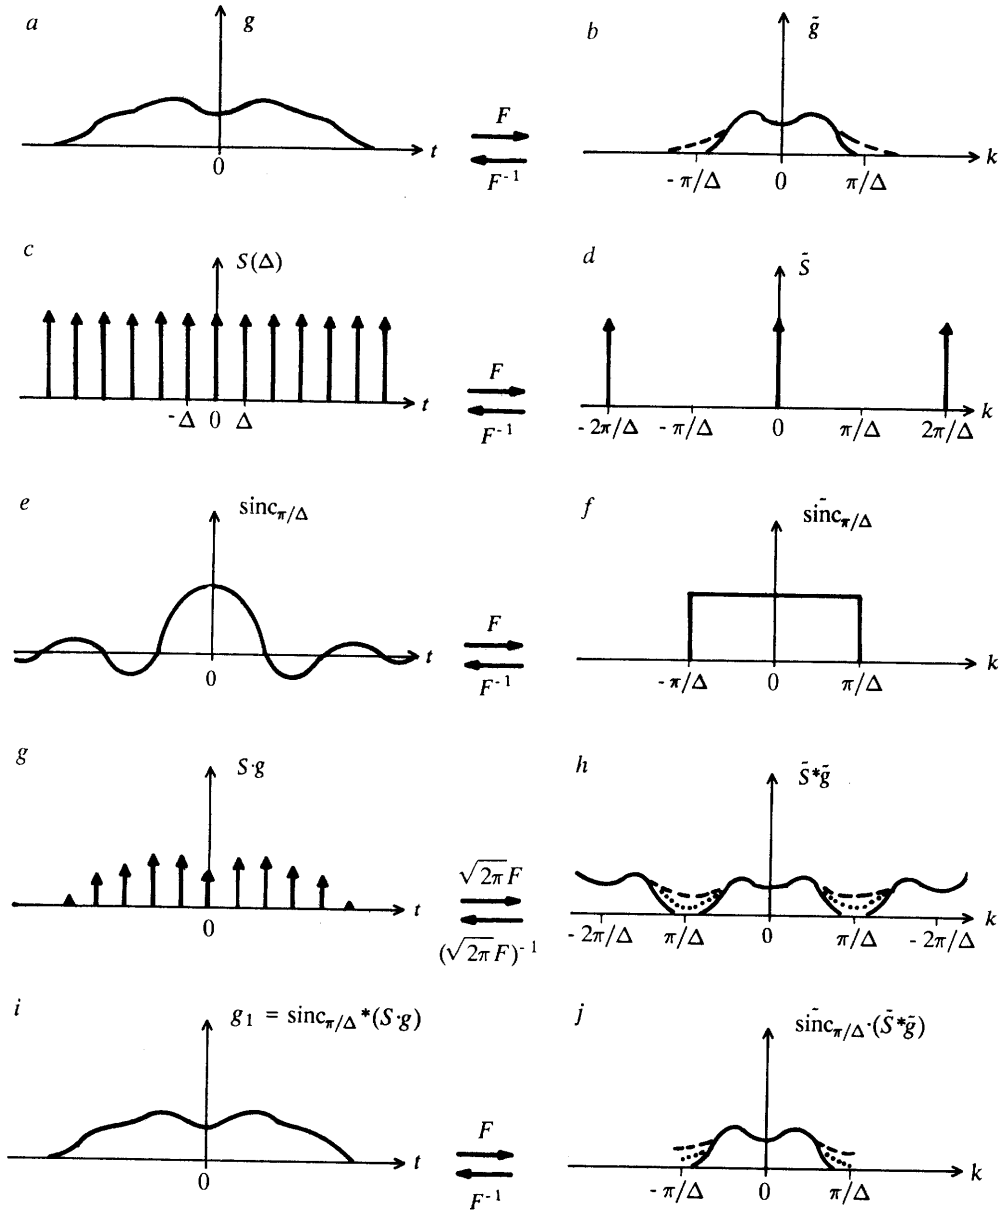 a g b g̃
F
0 t F⁻¹ -π/Δ 0 π/Δ k
c S(Δ) d S̃
F
-Δ 0 Δ t F⁻¹ -2π/Δ -π/Δ 0 π/Δ 2π/Δ k
e sinc_π/Δ f sinc̃_π/Δ
F
0 t F⁻¹ -π/Δ 0 π/Δ k
g S·g h S̃*g̃
√2π F
0 t (√2π F)⁻¹ -2π/Δ π/Δ 0 π/Δ -2π/Δ k
i g₁ = sinc_π/Δ*(S·g) j sinc̃_π/Δ·(S̃*g̃)
F
0 t F⁻¹ -π/Δ 0 π/Δ k